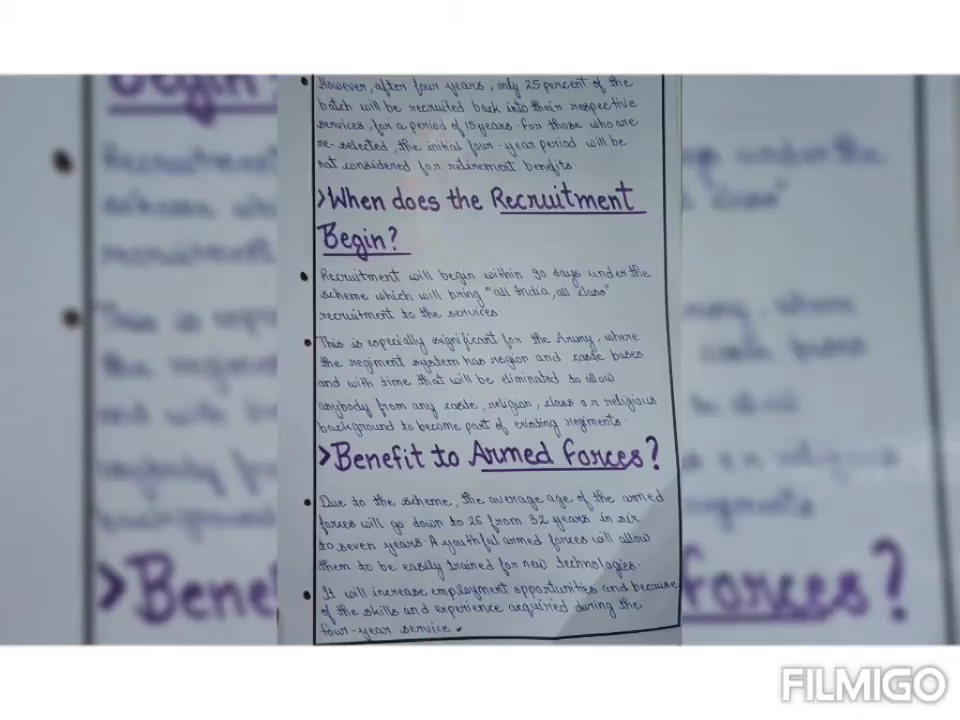 However, after four years, only 25 percent of the
batch will be recruited back into their respective
services, for a period of 15 years. For those who are
re-selected, the initial four-year period will be
not considered for retirement benefits.
>When does the Recruitment
Begin?
Recruitment will begin within 90 days under the
scheme which will bring "all India, all class"
recruitment to the services.
This is especially significant for the Army, where
the regiment system has region and caste bases
and with time that will be eliminated to allow
anybody from any caste, religion, class or religious
background to become part of existing regiments.
>Benefit to Armed forces?
Due to the scheme, the average age of the armed
forces will go down to 26 from 32 years in six
to seven years. A youthful armed forces will allow
them to be easily trained for new technologies.
It will increase employment opportunities and because
of the skills and experience acquiried during the
four-year service.
FILMIGO